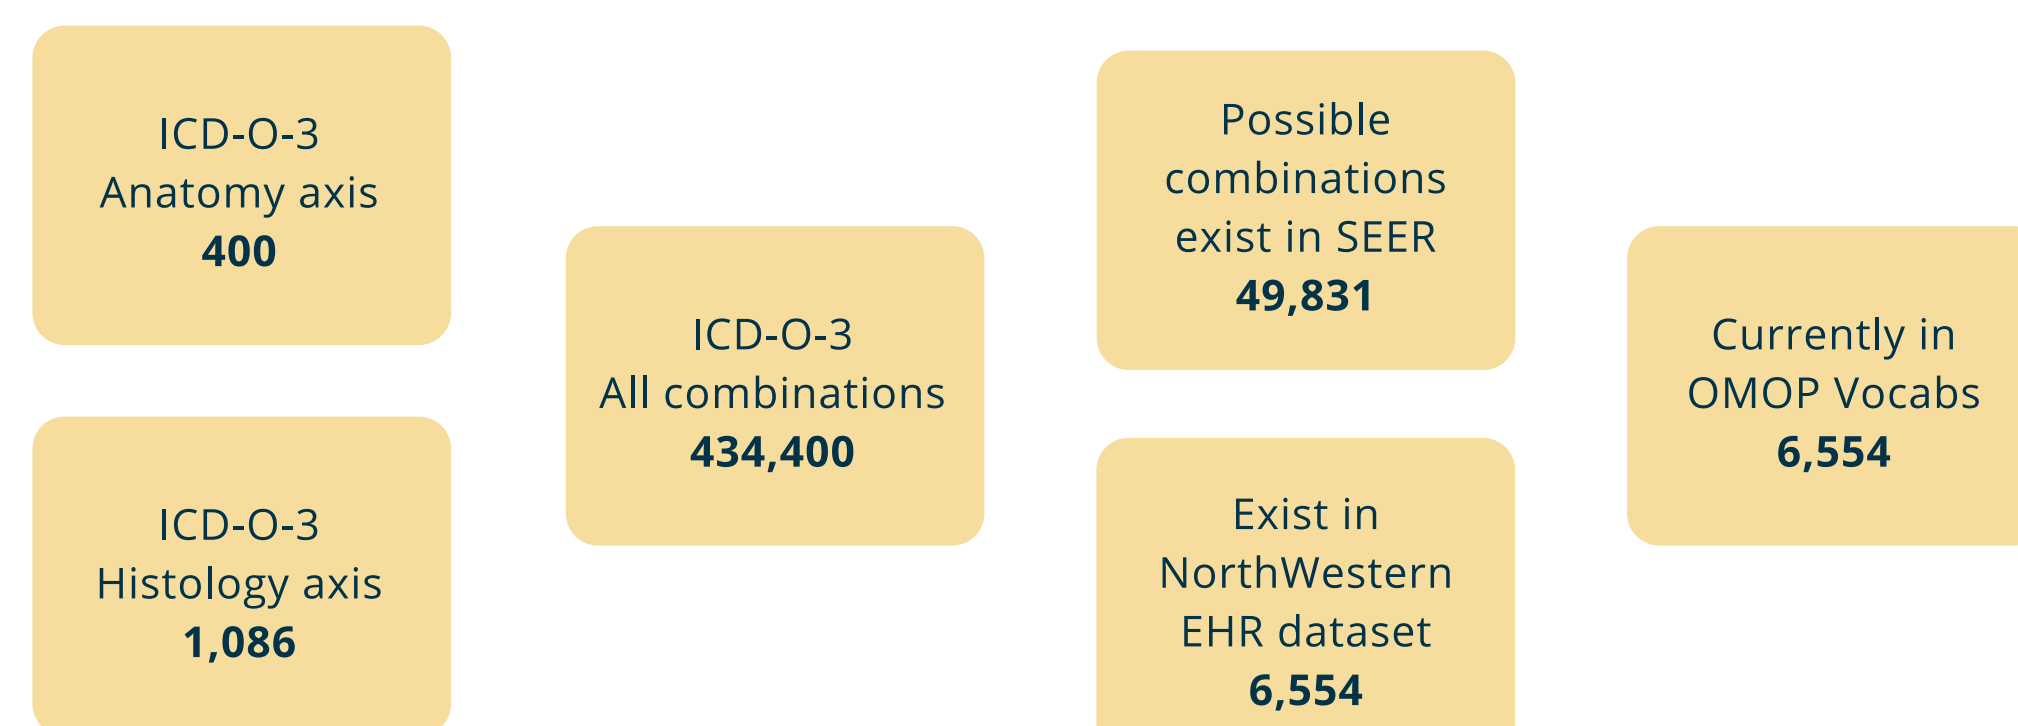 ICD-O-3
Anatomy axis
400
ICD-O-3
Histology axis
1,086
ICD-O-3
All combinations
434,400
Possible
combinations
exist in SEER
49,831
Exist in
NorthWestern
EHR dataset
6,554
Currently in
OMOP Vocabs
6,554